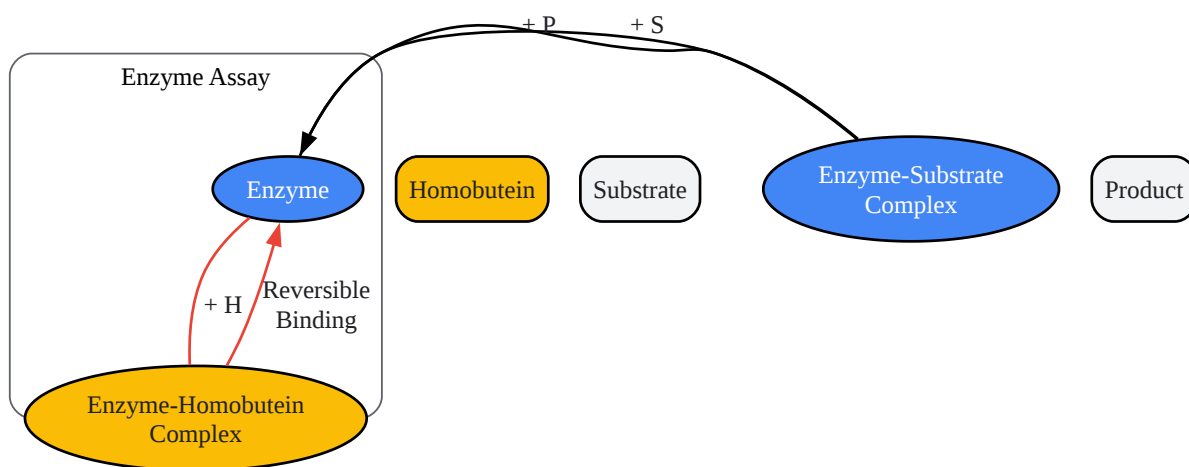 + P
+ S
Enzyme Assay
Enzyme
Homobutein
Substrate
Enzyme-Substrate
Complex
Product
+ H
Reversible
Binding
Enzyme-Homobutein
Complex